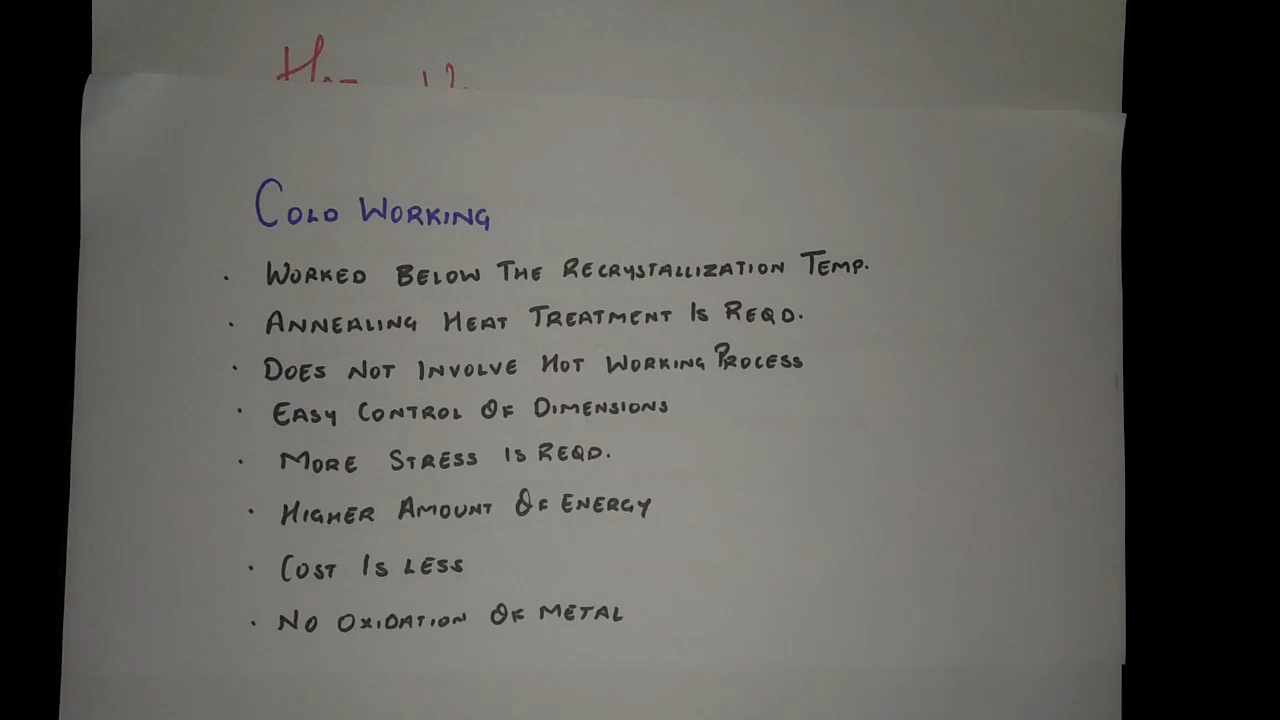 COLD WORKING
· WORKED BELOW THE RECRYSTALLIZATION TEMP.
· ANNEALING HEAT TREATMENT IS REQD.
· DOES NOT INVOLVE HOT WORKING PROCESS
· EASY CONTROL OF DIMENSIONS
· MORE STRESS IS REQD.
· HIGHER AMOUNT OF ENERGY
· COST IS LESS
· NO OXIDATION OF METAL